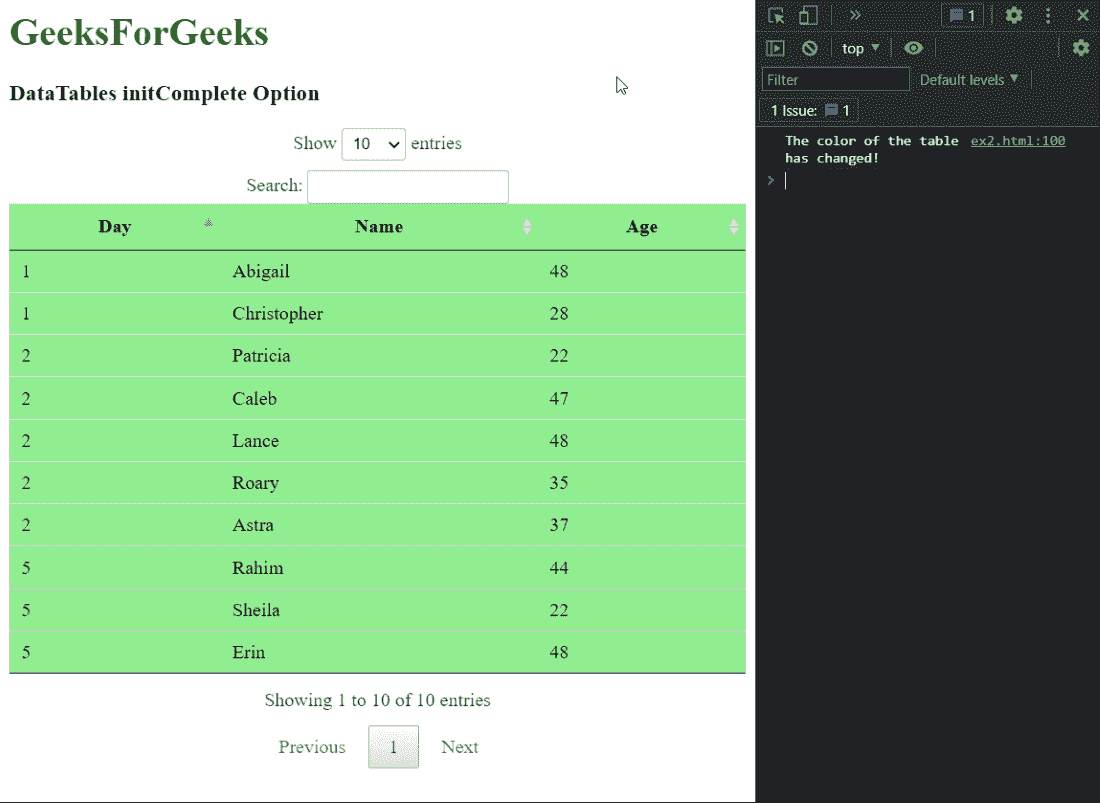 GeeksForGeeks
DataTables initComplete Option
Show 10 entries
Search:
Day Name Age
1 Abigail 48
1 Christopher 28
2 Patricia 22
2 Caleb 47
2 Lance 48
2 Roary 35
2 Astra 37
5 Rahim 44
5 Sheila 22
5 Erin 48
Showing 1 to 10 of 10 entries
Previous 1 Next
1
top
Filter Default levels
1 Issue: 1
The color of the table ex2.html:100
has changed!